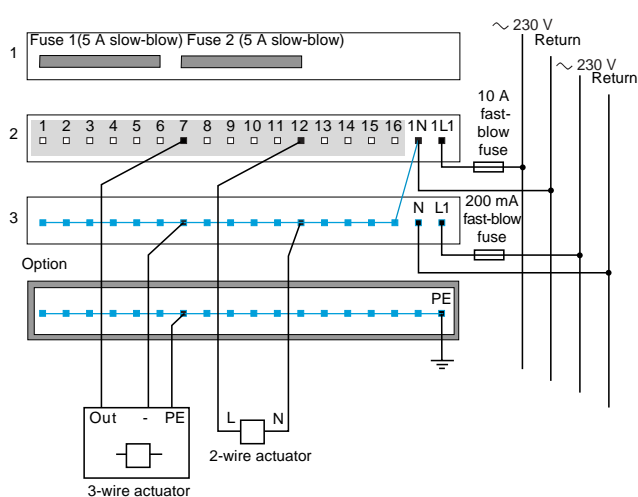 ∼ 230 V
Return
∼ 230 V
Return
1
Fuse 1(5 A slow-blow) Fuse 2 (5 A slow-blow)
10 A
fast-
blow
fuse
2
1 2 3 4 5 6 7 8 9 10 11 12 13 14 15 16 1N 1L1
3
N L1
200 mA
fast-blow
fuse
Option
PE
Out - PE
L N
2-wire actuator
3-wire actuator